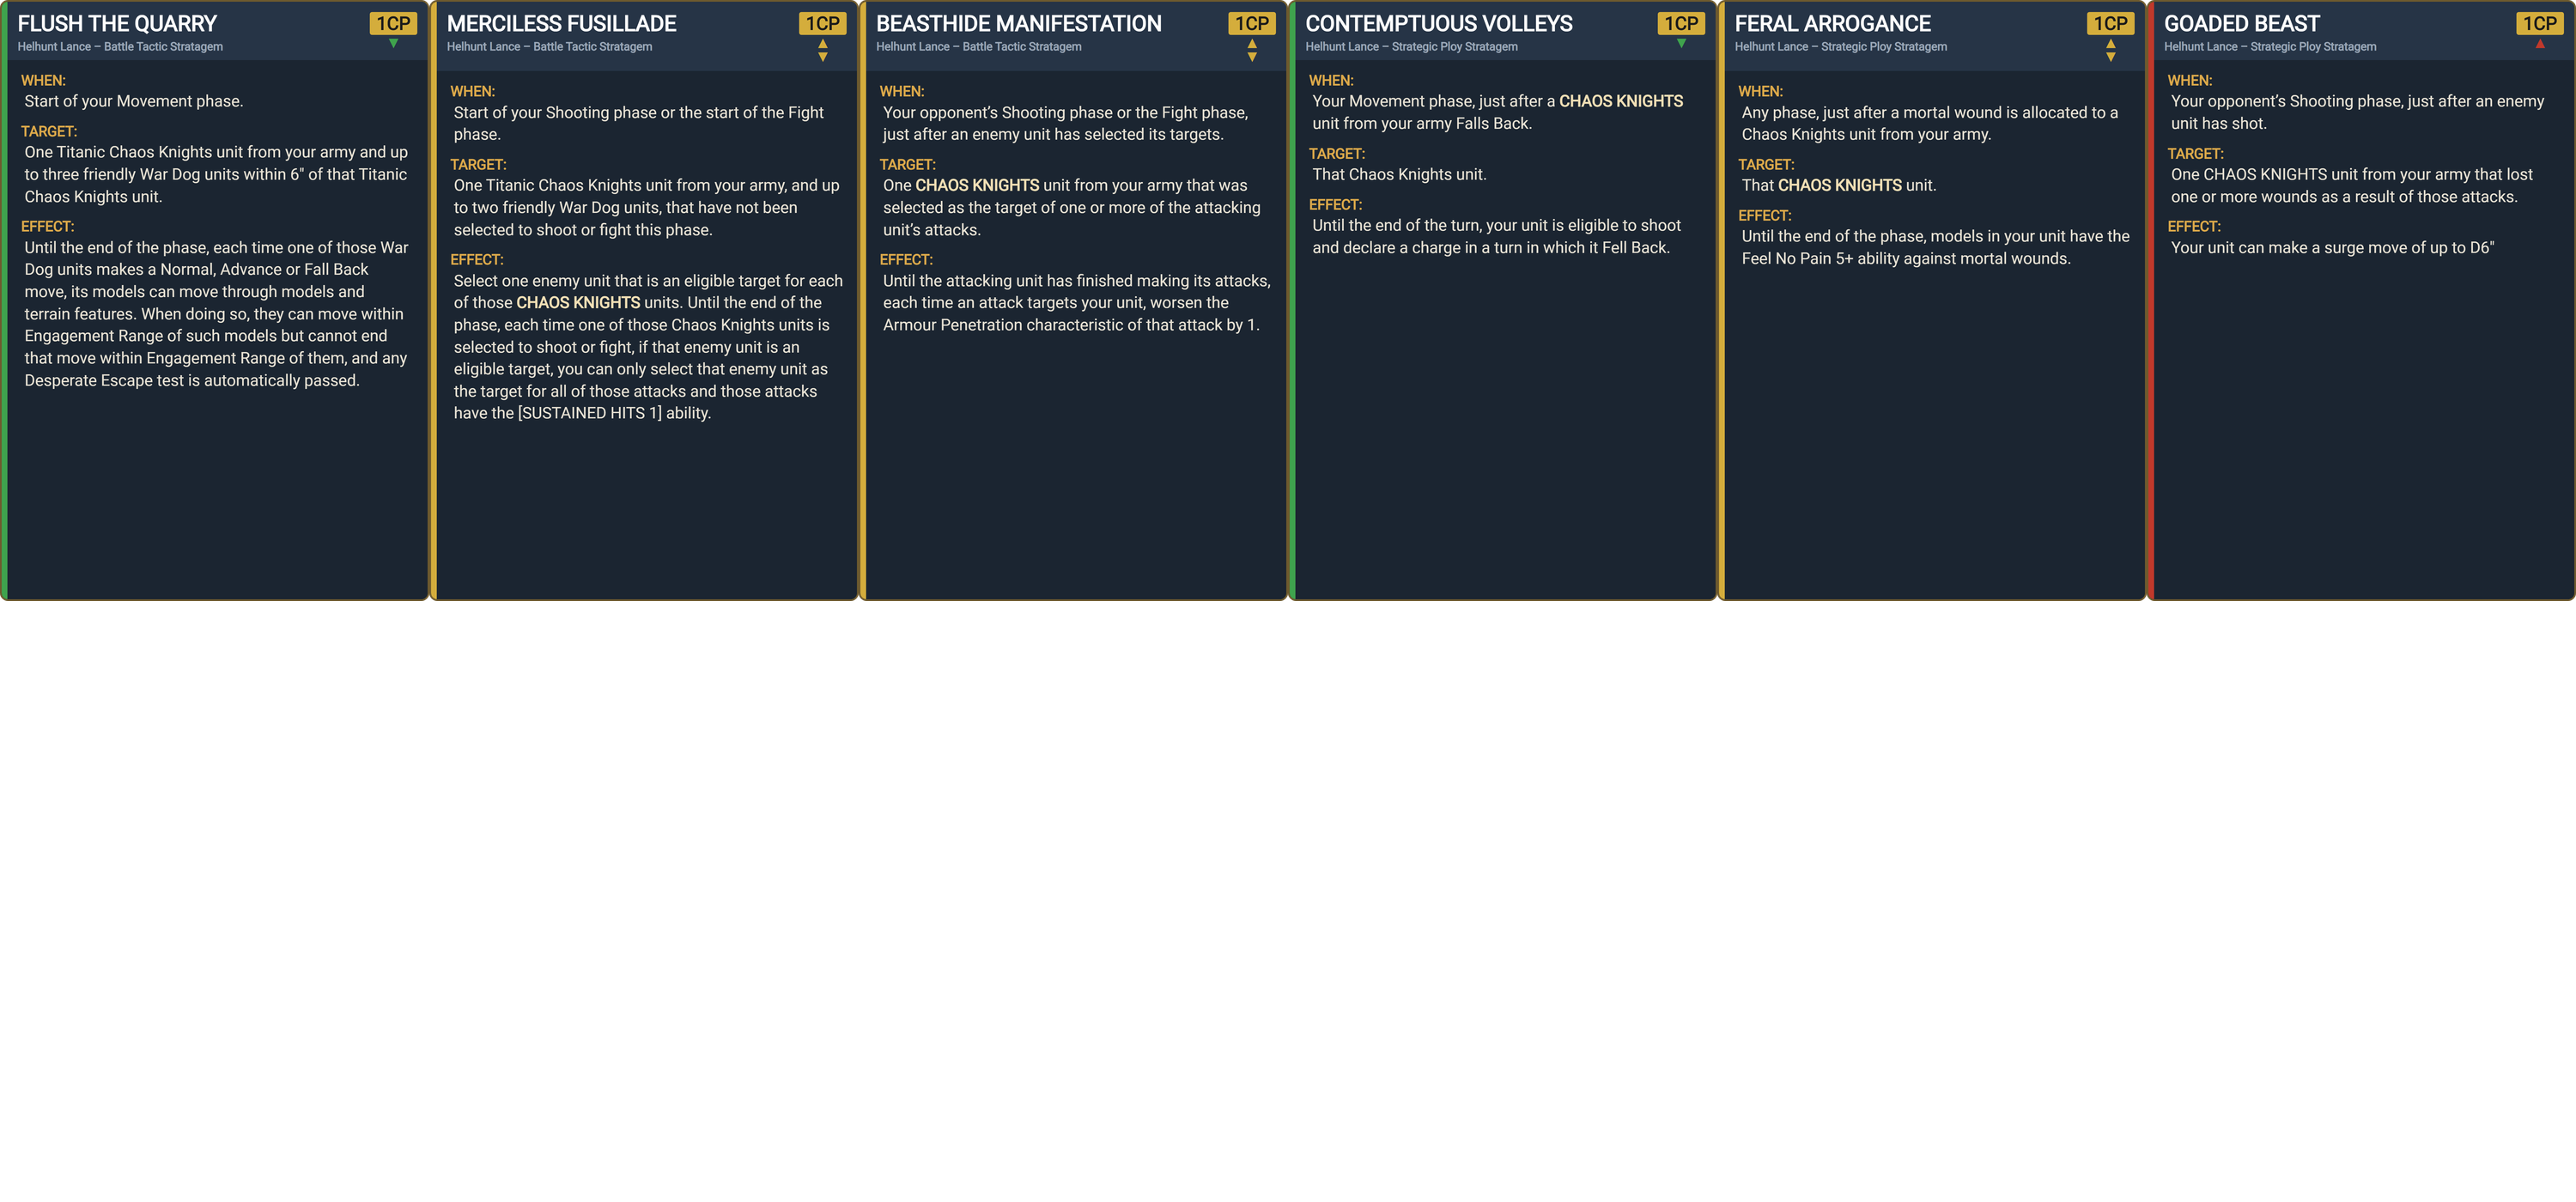 FLUSH THE QUARRY
1CP
Helhunt Lance – Battle Tactic Stratagem
▼
WHEN:
Start of your Movement phase.
TARGET:
One Titanic Chaos Knights unit from your army and up
to three friendly War Dog units within 6" of that Titanic
Chaos Knights unit.
EFFECT:
Until the end of the phase, each time one of those War
Dog units makes a Normal, Advance or Fall Back
move, its models can move through models and
terrain features. When doing so, they can move within
Engagement Range of such models but cannot end
that move within Engagement Range of them, and any
Desperate Escape test is automatically passed.
MERCILESS FUSILLADE
1CP
Helhunt Lance – Battle Tactic Stratagem
▲
▼
WHEN:
Start of your Shooting phase or the start of the Fight
phase.
TARGET:
One Titanic Chaos Knights unit from your army, and up
to two friendly War Dog units, that have not been
selected to shoot or fight this phase.
EFFECT:
Select one enemy unit that is an eligible target for each
of those CHAOS KNIGHTS units. Until the end of the
phase, each time one of those Chaos Knights units is
selected to shoot or fight, if that enemy unit is an
eligible target, you can only select that enemy unit as
the target for all of those attacks and those attacks
have the [SUSTAINED HITS 1] ability.
BEASTHIDE MANIFESTATION
1CP
Helhunt Lance – Battle Tactic Stratagem
▲
▼
WHEN:
Your opponent’s Shooting phase or the Fight phase,
just after an enemy unit has selected its targets.
TARGET:
One CHAOS KNIGHTS unit from your army that was
selected as the target of one or more of the attacking
unit’s attacks.
EFFECT:
Until the attacking unit has finished making its attacks,
each time an attack targets your unit, worsen the
Armour Penetration characteristic of that attack by 1.
CONTEMPTUOUS VOLLEYS
1CP
Helhunt Lance – Strategic Ploy Stratagem
▼
WHEN:
Your Movement phase, just after a CHAOS KNIGHTS
unit from your army Falls Back.
TARGET:
That Chaos Knights unit.
EFFECT:
Until the end of the turn, your unit is eligible to shoot
and declare a charge in a turn in which it Fell Back.
FERAL ARROGANCE
1CP
Helhunt Lance – Strategic Ploy Stratagem
▲
▼
WHEN:
Any phase, just after a mortal wound is allocated to a
Chaos Knights unit from your army.
TARGET:
That CHAOS KNIGHTS unit.
EFFECT:
Until the end of the phase, models in your unit have the
Feel No Pain 5+ ability against mortal wounds.
GOADED BEAST
1CP
Helhunt Lance – Strategic Ploy Stratagem
▲
WHEN:
Your opponent’s Shooting phase, just after an enemy
unit has shot.
TARGET:
One CHAOS KNIGHTS unit from your army that lost
one or more wounds as a result of those attacks.
EFFECT:
Your unit can make a surge move of up to D6"